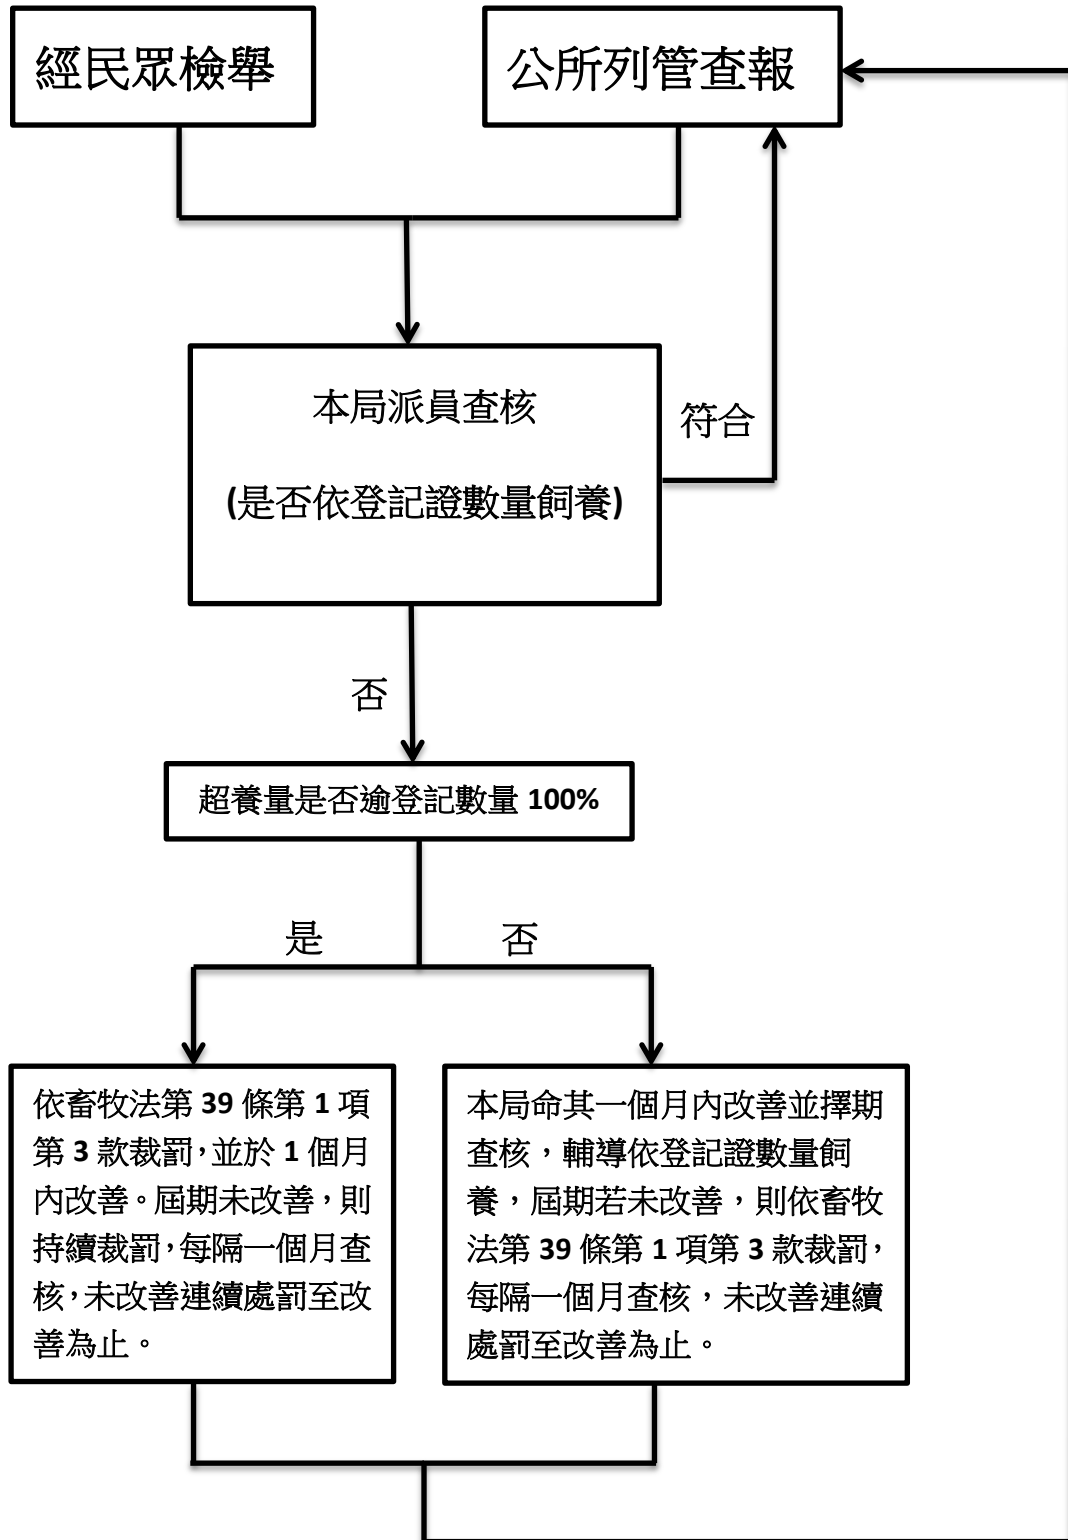 經民眾檢舉
公所列管查報
本局派員查核
符合
(是否依登記證數量飼養)
否
超養量是否逾登記數量 100%
是
否
依畜牧法第 39 條第 1 項
第 3 款裁罰，並於 1 個月
內改善。屆期未改善，則
持續裁罰，每隔一個月查
核，未改善連續處罰至改
善為止。
本局命其一個月內改善並擇期
查核，輔導依登記證數量飼
養，屆期若未改善，則依畜牧
法第 39 條第 1 項第 3 款裁罰，
每隔一個月查核，未改善連續
處罰至改善為止。